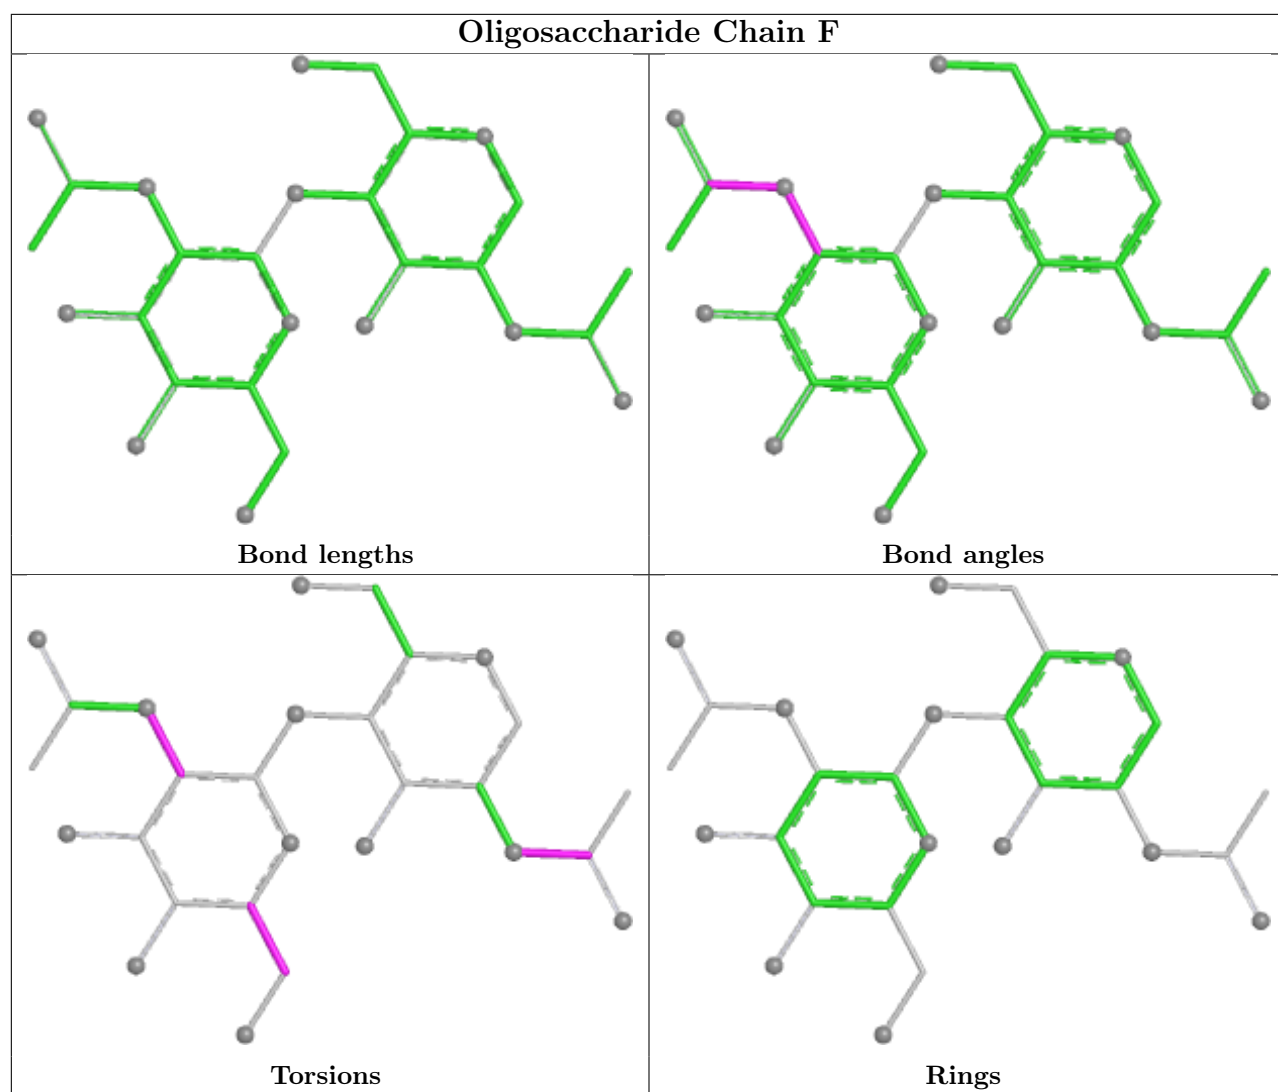 Oligosaccharide Chain F
Bond lengths
Bond angles
Torsions
Rings